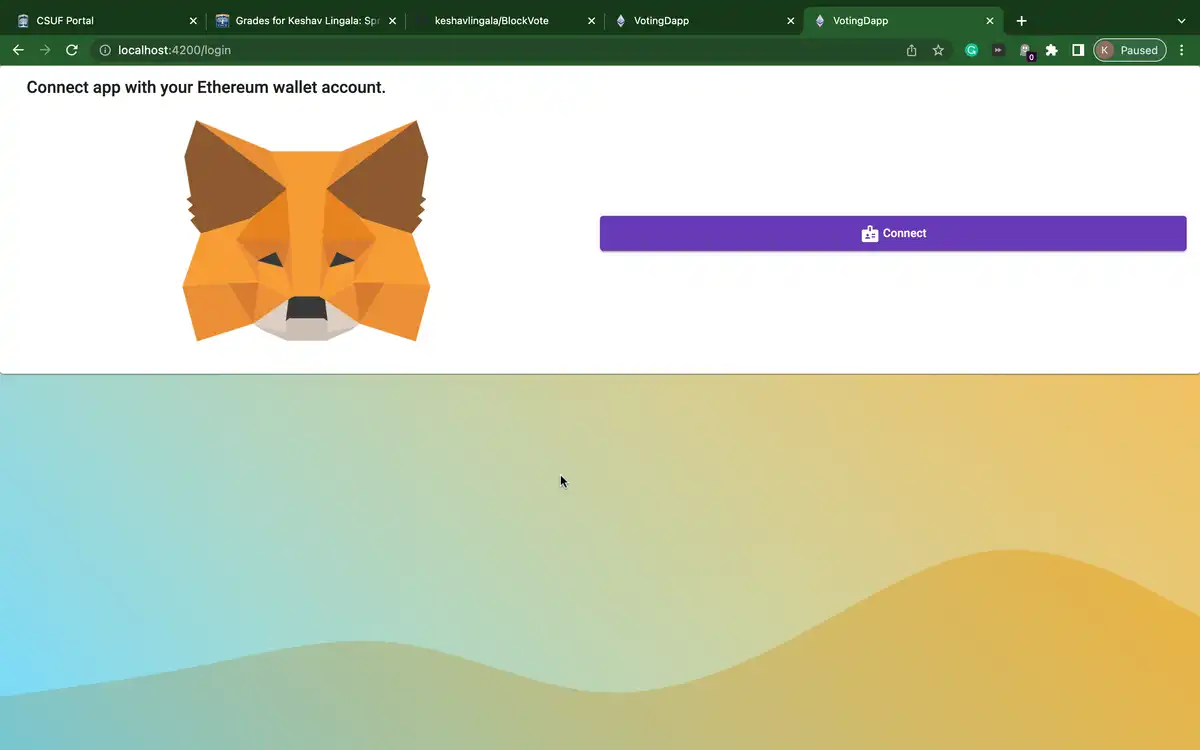 CSUF Portal
Grades for Keshav Lingala: Spr
keshavlingala/BlockVote
VotingDapp
VotingDapp
localhost:4200/login
0
K
Paused
Connect app with your Ethereum wallet account.
Connect